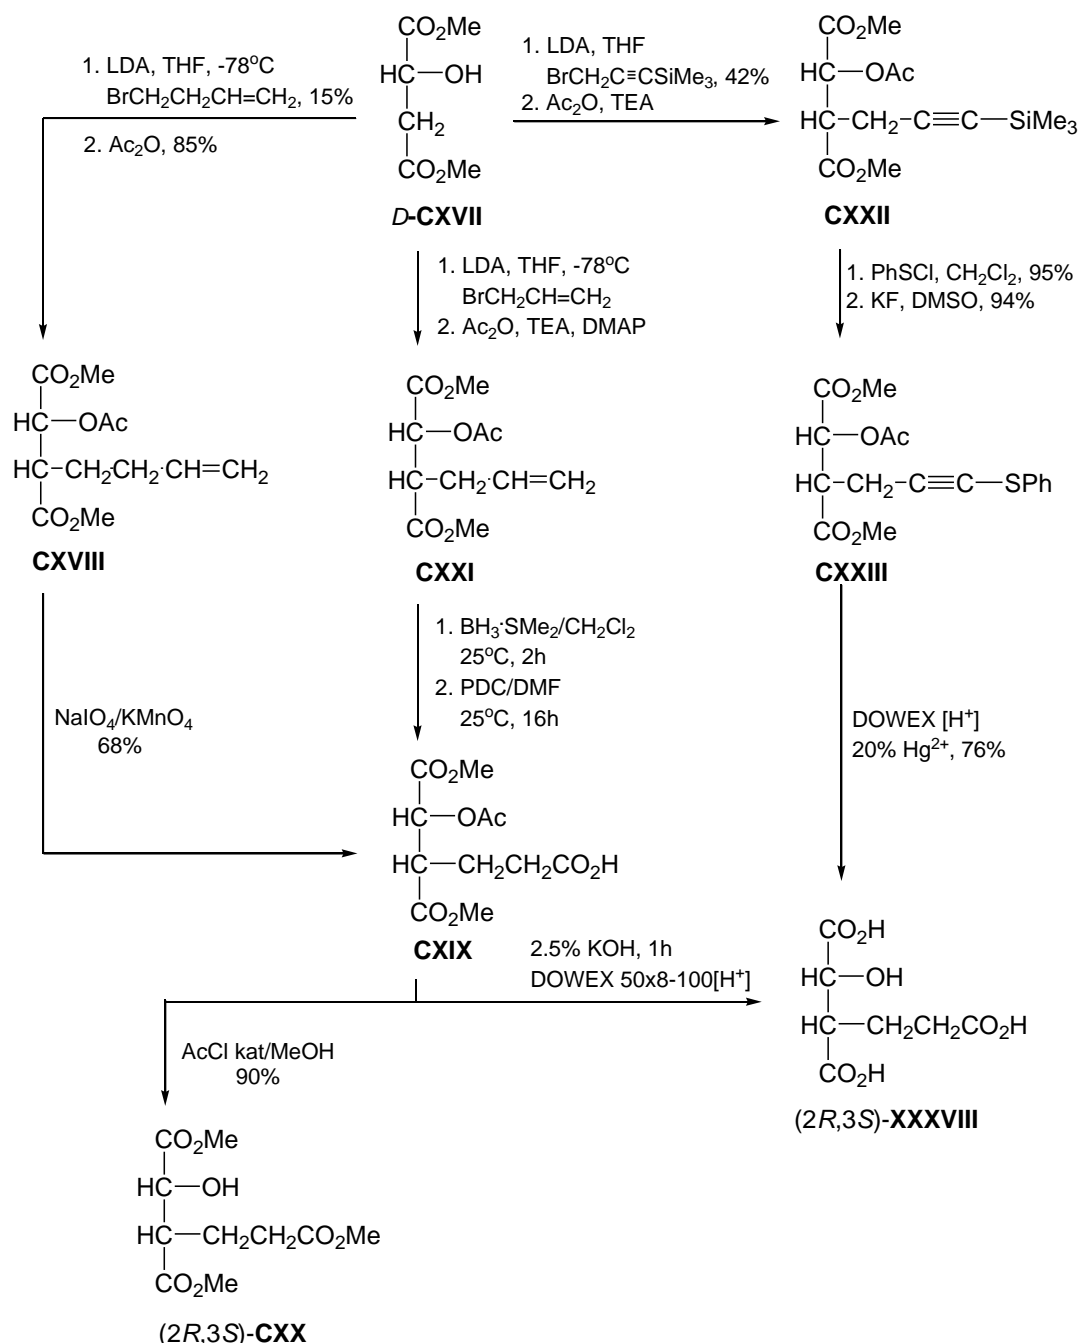 1. LDA, THF, -78°C
BrCH₂CH₂CH=CH₂, 15%
2. Ac₂O, 85%
CO₂Me
HC—OH
CH₂
CO₂Me
D-CXVII
1. LDA, THF
BrCH₂C≡CSiMe₃, 42%
2. Ac₂O, TEA
CO₂Me
HC—OAc
HC—CH₂—C≡C—SiMe₃
CO₂Me
CXXII
1. LDA, THF, -78°C
BrCH₂CH=CH₂
2. Ac₂O, TEA, DMAP
1. PhSCl, CH₂Cl₂, 95%
2. KF, DMSO, 94%
CO₂Me
HC—OAc
HC—CH₂CH₂·CH=CH₂
CO₂Me
CXVIII
CO₂Me
HC—OAc
HC—CH₂·CH=CH₂
CO₂Me
CXXI
CO₂Me
HC—OAc
HC—CH₂—C≡C—SPh
CO₂Me
CXXIII
1. BH₃·SMe₂/CH₂Cl₂
25°C, 2h
2. PDC/DMF
25°C, 16h
NaIO₄/KMnO₄
68%
DOWEX [H⁺]
20% Hg²⁺, 76%
CO₂Me
HC—OAc
HC—CH₂CH₂CO₂H
CO₂Me
CXIX
2.5% KOH, 1h
DOWEX 50x8-100[H⁺]
CO₂H
HC—OH
HC—CH₂CH₂CO₂H
CO₂H
(2R,3S)-XXXVIII
AcCl kat/MeOH
90%
CO₂Me
HC—OH
HC—CH₂CH₂CO₂Me
CO₂Me
(2R,3S)-CXX